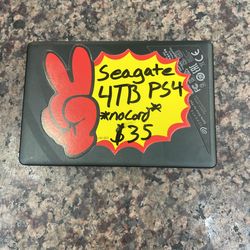 Seagate
4TB PS4
*no Cord*
$35